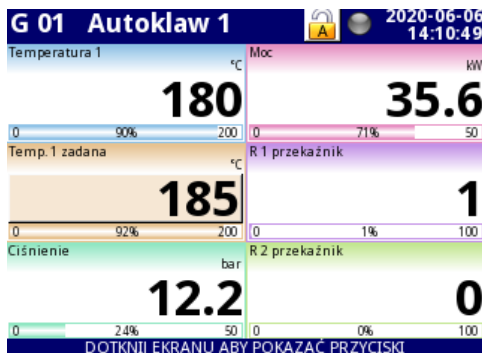 G 01 Autoklaw 1 A 2020-06-06
14:10:49
Temperatura 1 °C
180
0 90% 200
Moc kW
35.6
0 71% 50
Temp. 1 zadana °C
185
0 92% 200
R 1 przekaźnik
1
0 1% 100
Ciśnienie bar
12.2
0 24% 50
R 2 przekaźnik
0
0 0% 100
DOTKNIJ EKRANU ABY POKAZAĆ PRZYCISKI